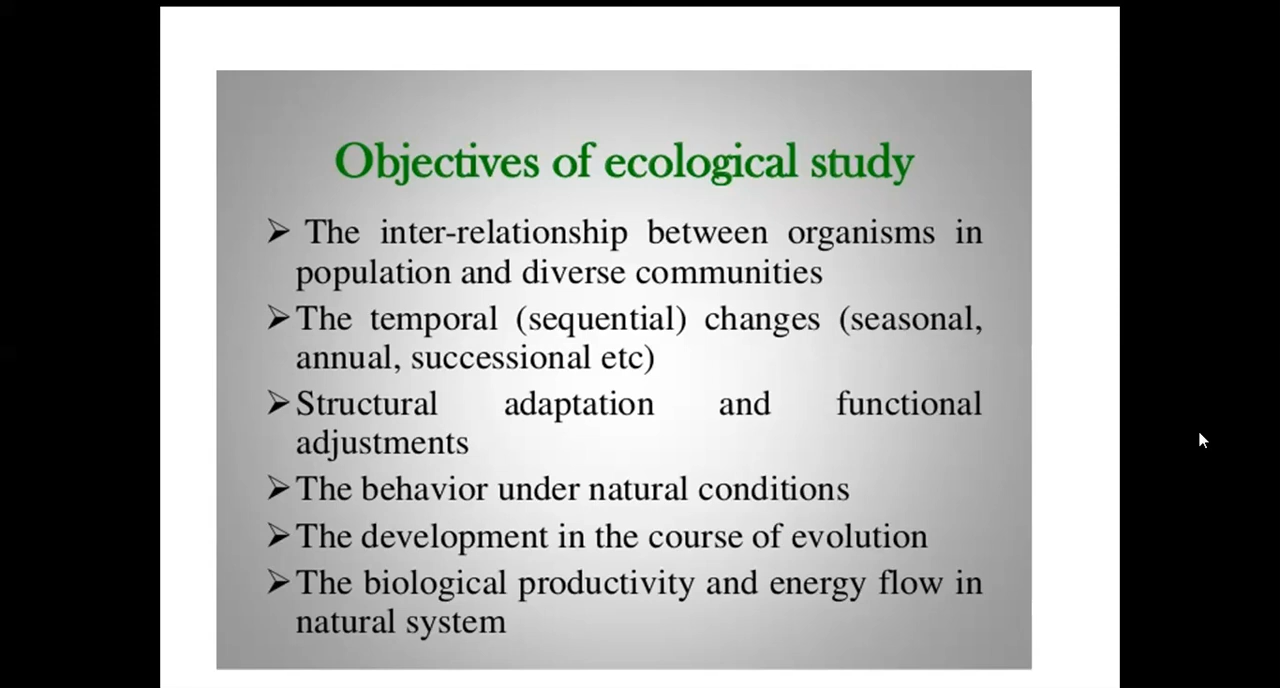 Objectives of ecological study
➢ The inter-relationship between organisms in
population and diverse communities
➢The temporal (sequential) changes (seasonal,
annual, successional etc)
➢Structural adaptation and functional
adjustments
➢The behavior under natural conditions
➢The development in the course of evolution
➢The biological productivity and energy flow in
natural system